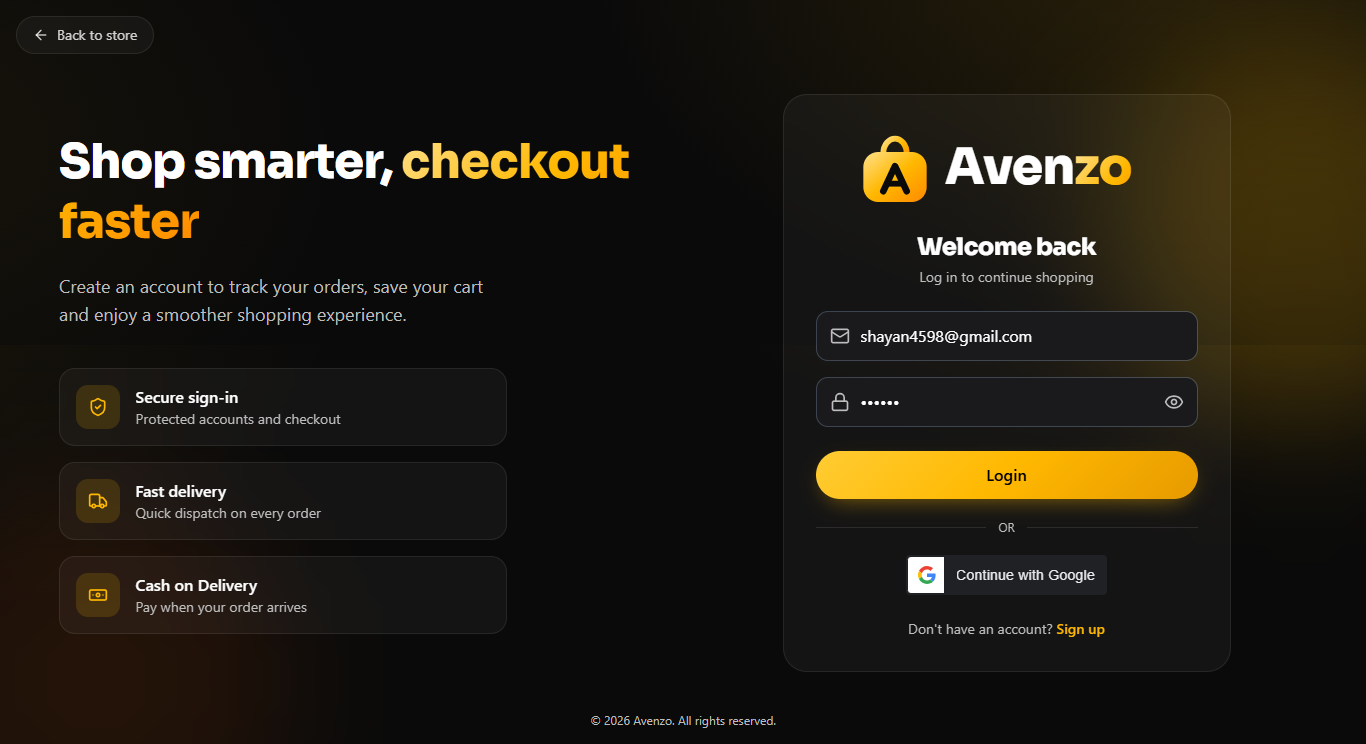 Back to store
Shop smarter, checkout
faster
Create an account to track your orders, save your cart
and enjoy a smoother shopping experience.
Secure sign-in
Protected accounts and checkout
Fast delivery
Quick dispatch on every order
Cash on Delivery
Pay when your order arrives
A Avenzo
Welcome back
Log in to continue shopping
shayan4598@gmail.com
••••••
Login
OR
G Continue with Google
Don't have an account? Sign up
© 2026 Avenzo. All rights reserved.